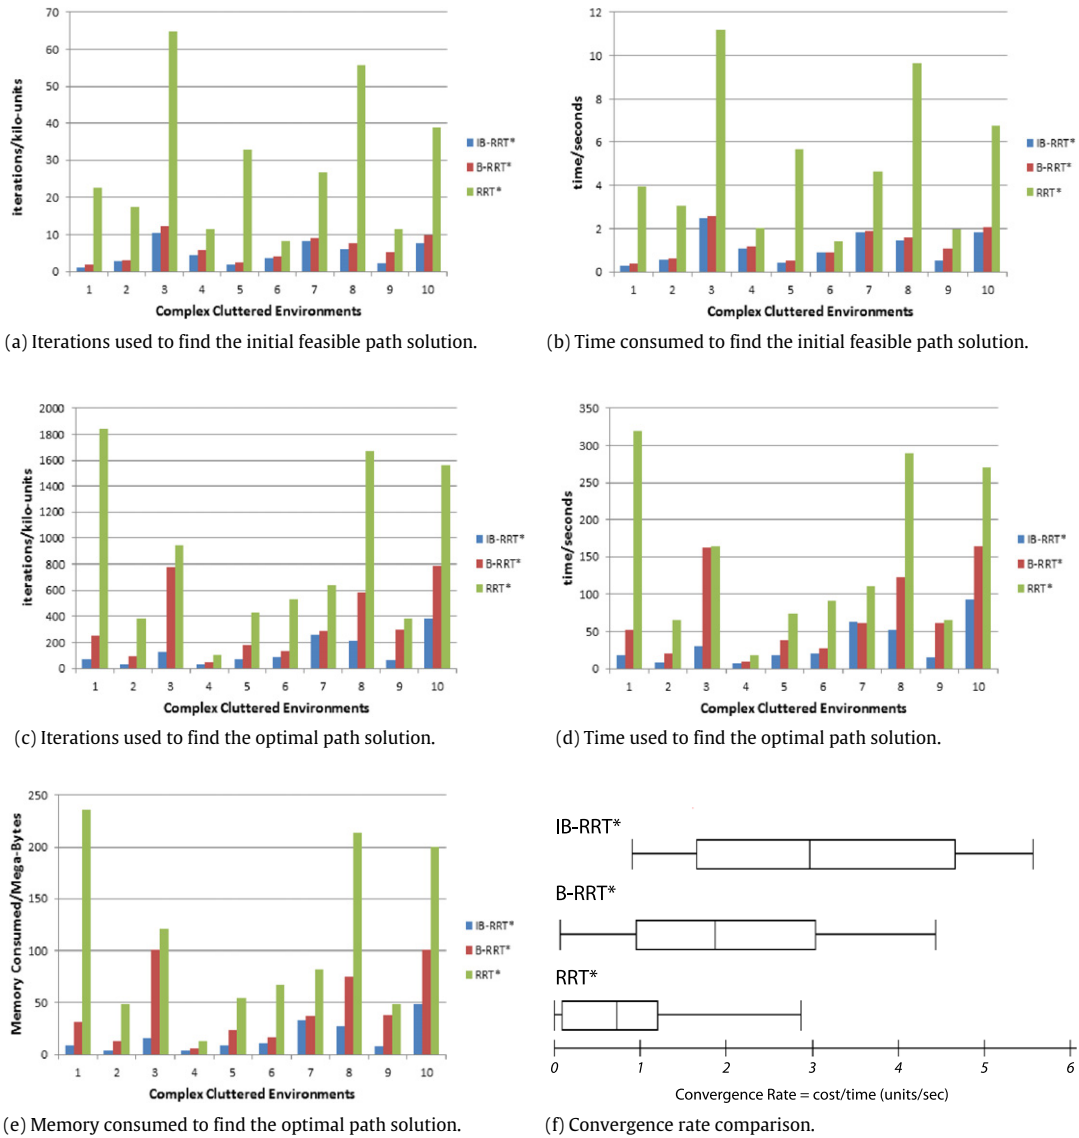 70
60
50
40
30
20
10
0
iterations/kilo-units
1 2 3 4 5 6 7 8 9 10
Complex Cluttered Environments
IB-RRT*
B-RRT*
RRT*
(a) Iterations used to find the initial feasible path solution.
12
10
8
6
4
2
0
time/seconds
1 2 3 4 5 6 7 8 9 10
Complex Cluttered Environments
IB-RRT*
B-RRT*
RRT*
(b) Time consumed to find the initial feasible path solution.
2000
1800
1600
1400
1200
1000
800
600
400
200
0
iterations/kilo-units
1 2 3 4 5 6 7 8 9 10
Complex Cluttered Environments
IB-RRT*
B-RRT*
RRT*
(c) Iterations used to find the optimal path solution.
350
300
250
200
150
100
50
0
time/seconds
1 2 3 4 5 6 7 8 9 10
Complex Cluttered Environments
IB-RRT*
B-RRT*
RRT*
(d) Time used to find the optimal path solution.
250
200
150
100
50
0
Memory Consumed/Mega-Bytes
1 2 3 4 5 6 7 8 9 10
Complex Cluttered Environments
IB-RRT*
B-RRT*
RRT*
(e) Memory consumed to find the optimal path solution.
IB-RRT*
B-RRT*
RRT*
0 1 2 3 4 5 6
Convergence Rate = cost/time (units/sec)
(f) Convergence rate comparison.